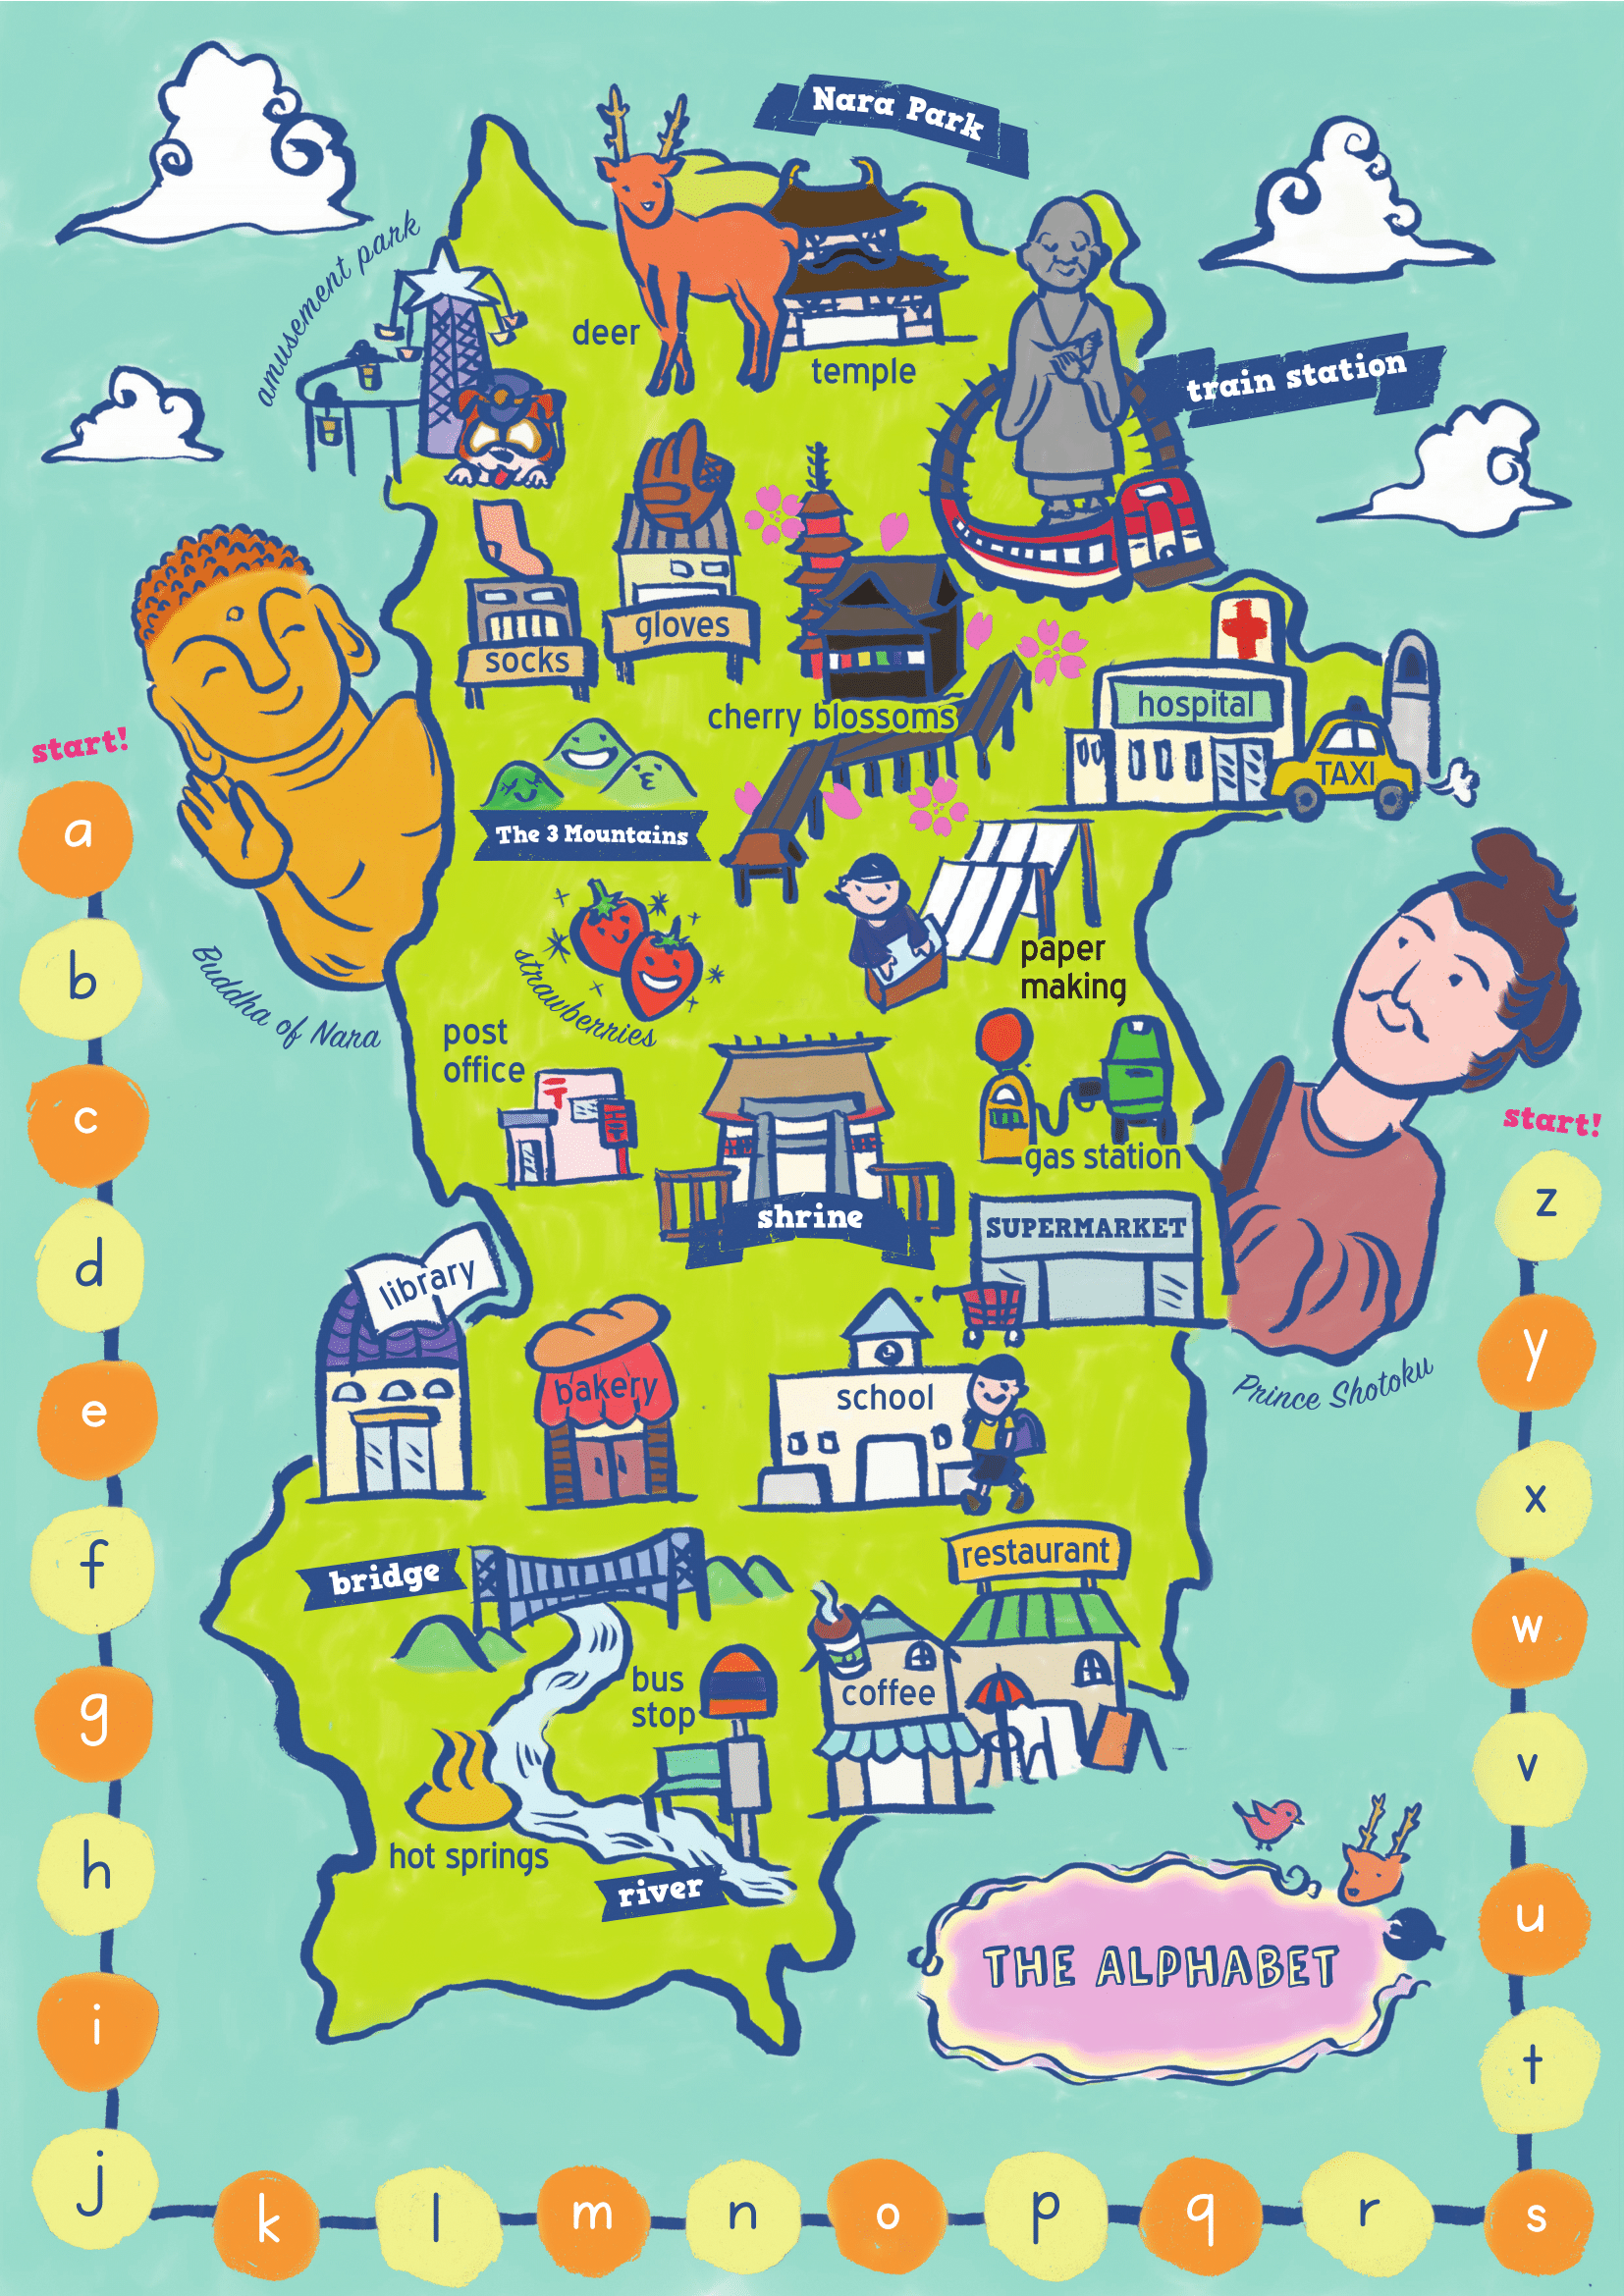 Nara Park
amusement park
deer
temple
train station
gloves
socks
cherry blossoms
hospital
TAXI
start!
The 3 Mountains
a
b
c
d
e
f
g
h
i
j
k
l
m
n
o
p
q
r
s
t
u
v
w
x
y
z
start!
Buddha of Nara
strawberries
paper
making
post
office
gas station
shrine
SUPERMARKET
library
bakery
school
Prince Shotoku
bridge
restaurant
bus
stop
coffee
hot springs
river
THE ALPHABET